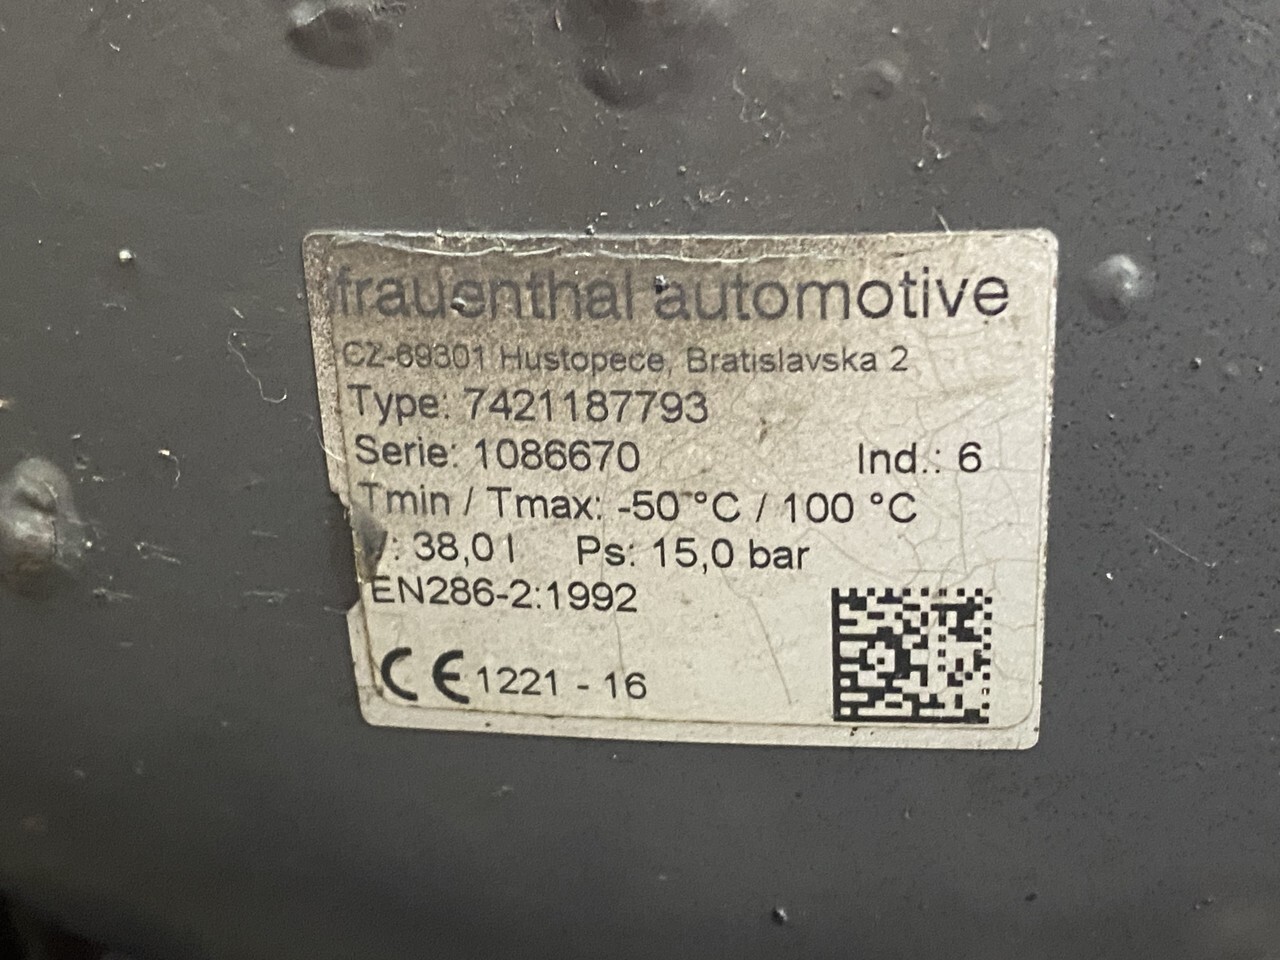 frauenthal automotive
CZ-69301 Hustopece, Bratislavska 2
Type: 7421187793
Serie: 1086670 Ind.: 6
Tmin / Tmax: -50 °C / 100 °C
V: 38,0 l Ps: 15,0 bar
EN286-2:1992
CE 1221 - 16